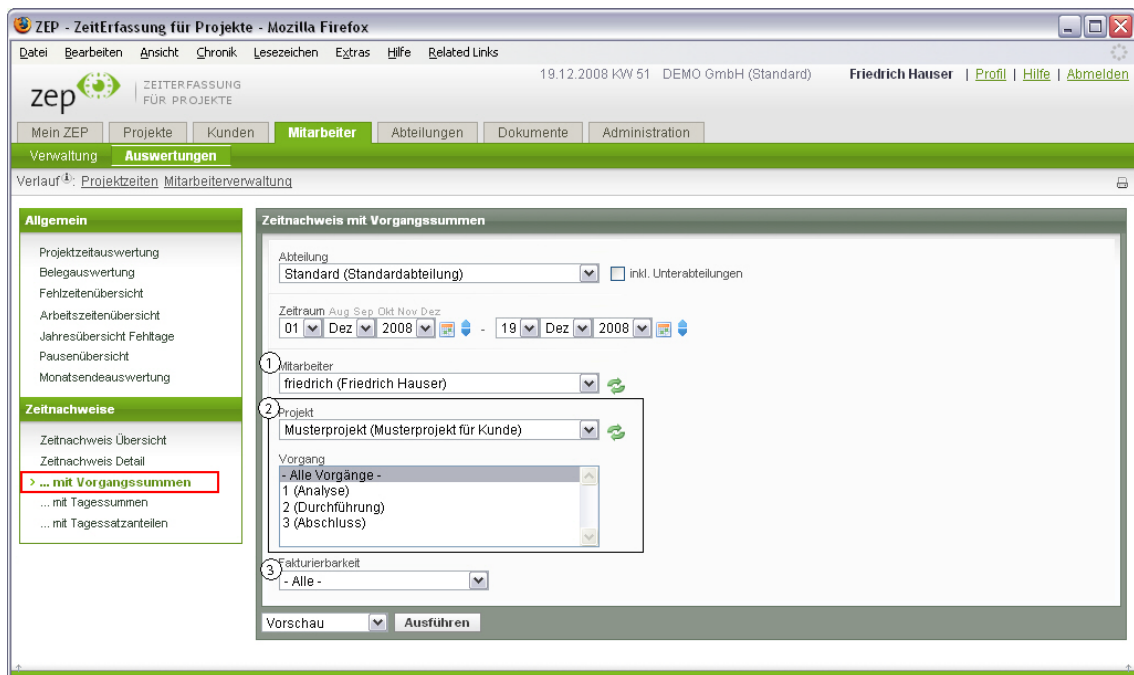 ZEP - ZeitErfassung für Projekte - Mozilla Firefox
Datei Bearbeiten Ansicht Chronik Lesezeichen Extras Hilfe Related Links
19.12.2008 KW 51 DEMO GmbH (Standard) Friedrich Hauser | Profil | Hilfe | Abmelden
zep ZEITERFASSUNG
FÜR PROJEKTE
Mein ZEP Projekte Kunden Mitarbeiter Abteilungen Dokumente Administration
Verwaltung Auswertungen
Verlauf: Projektzeiten Mitarbeiterverwaltung
Allgemein
Projektzeitauswertung
Belegauswertung
Fehlzeitenübersicht
Arbeitszeitenübersicht
Jahresübersicht Fehltage
Pausenübersicht
Monatsendeauswertung
Zeitnachweise
Zeitnachweis Übersicht
Zeitnachweis Detail
> ... mit Vorgangssummen
... mit Tagessummen
... mit Tagessatzanteilen
Zeitnachweis mit Vorgangssummen
Abteilung
Standard (Standardabteilung) inkl. Unterabteilungen
Zeitraum Aug Sep Okt Nov Dez
01 Dez 2008 - 19 Dez 2008
1 Mitarbeiter
friedrich (Friedrich Hauser)
2 Projekt
Musterprojekt (Musterprojekt für Kunde)
Vorgang
- Alle Vorgänge -
1 (Analyse)
2 (Durchführung)
3 (Abschluss)
3 Fakturierbarkeit
- Alle -
Vorschau Ausführen